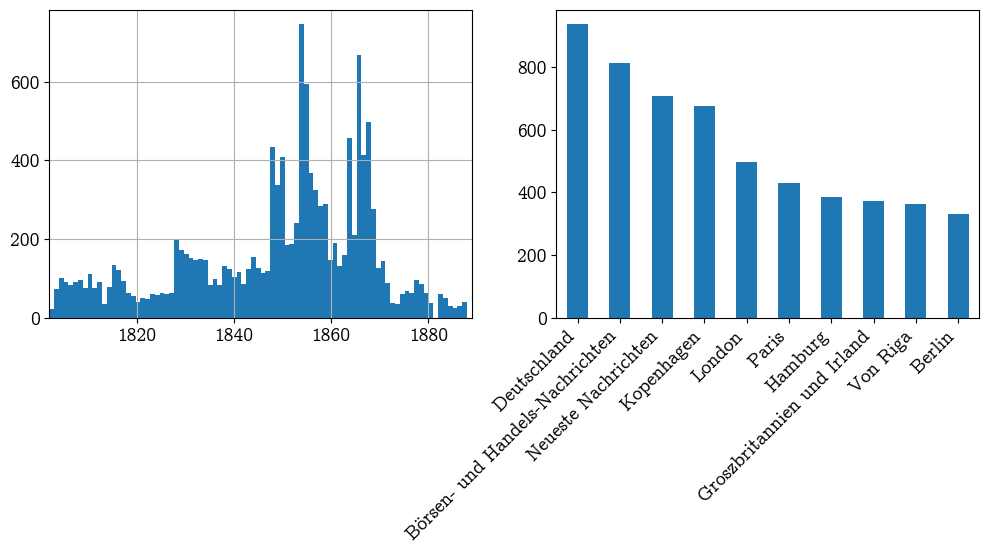 600
400
200
0
1820 1840 1860 1880
800
600
400
200
0
Deutschland
Börsen- und Handels-Nachrichten
Neueste Nachrichten
Kopenhagen
London
Paris
Hamburg
Groszbritannien und Irland
Von Riga
Berlin